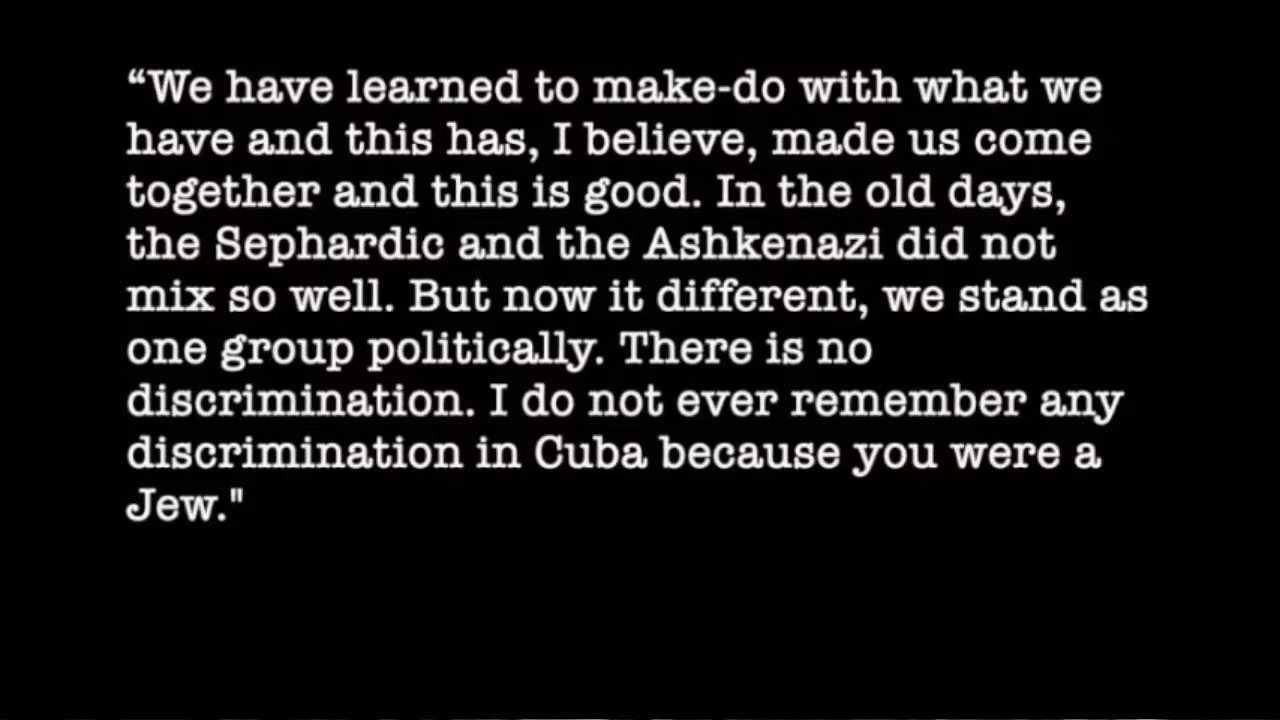 “We have learned to make-do with what we
have and this has, I believe, made us come
together and this is good. In the old days,
the Sephardic and the Ashkenazi did not
mix so well. But now it different, we stand as
one group politically. There is no
discrimination. I do not ever remember any
discrimination in Cuba because you were a
Jew."